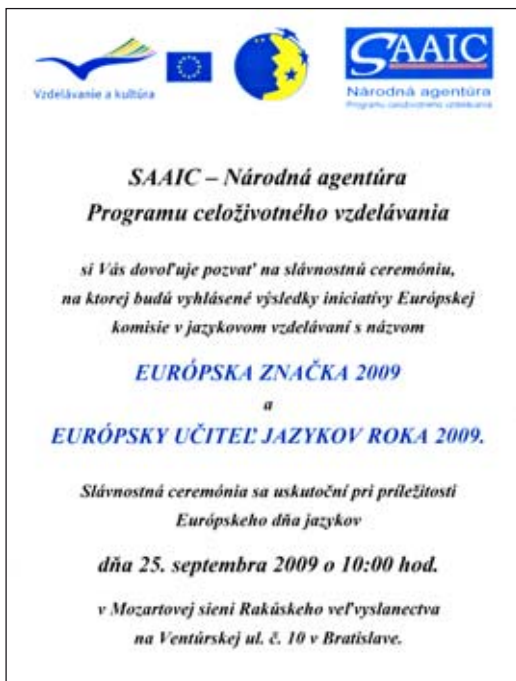 Vzdelávanie a kultúra
SAAIC
Národná agentúra
Programu celoživotného vzdelávania
SAAIC – Národná agentúra
Programu celoživotného vzdelávania
si Vás dovoľuje pozvať na slávnostnú ceremóniu,
na ktorej budú vyhlásené výsledky iniciatívy Európskej
komisie v jazykovom vzdelávaní s názvom
EURÓPSKA ZNAČKA 2009
a
EURÓPSKY UČITEĽ JAZYKOV ROKA 2009.
Slávnostná ceremónia sa uskutoční pri príležitosti
Európskeho dňa jazykov
dňa 25. septembra 2009 o 10:00 hod.
v Mozartovej sieni Rakúskeho veľvyslanectva
na Ventúrskej ul. č. 10 v Bratislave.